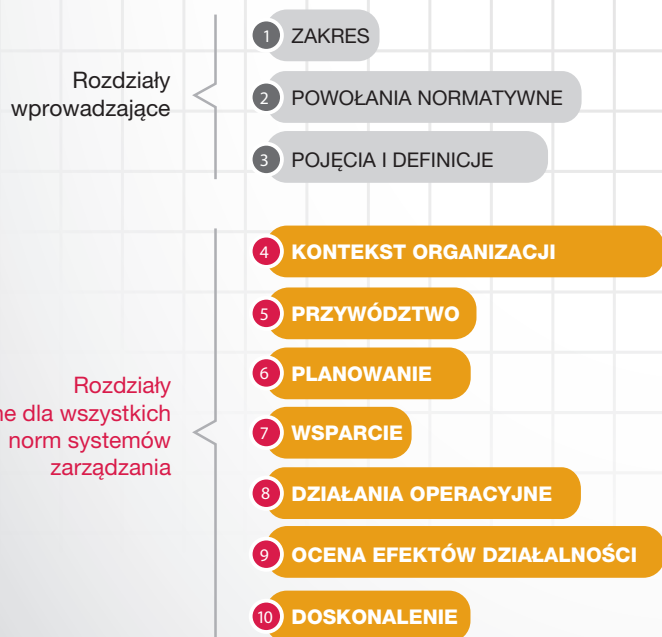 Rozdziały
wprowadzające
1 ZAKRES
2 POWOŁANIA NORMATYWNE
3 POJĘCIA I DEFINICJE
Rozdziały
dla wszystkich
norm systemów
zarządzania
4 KONTEKST ORGANIZACJI
5 PRZYWÓDZTWO
6 PLANOWANIE
7 WSPARCIE
8 DZIAŁANIA OPERACYJNE
9 OCENA EFEKTÓW DZIAŁALNOŚCI
10 DOSKONALENIE